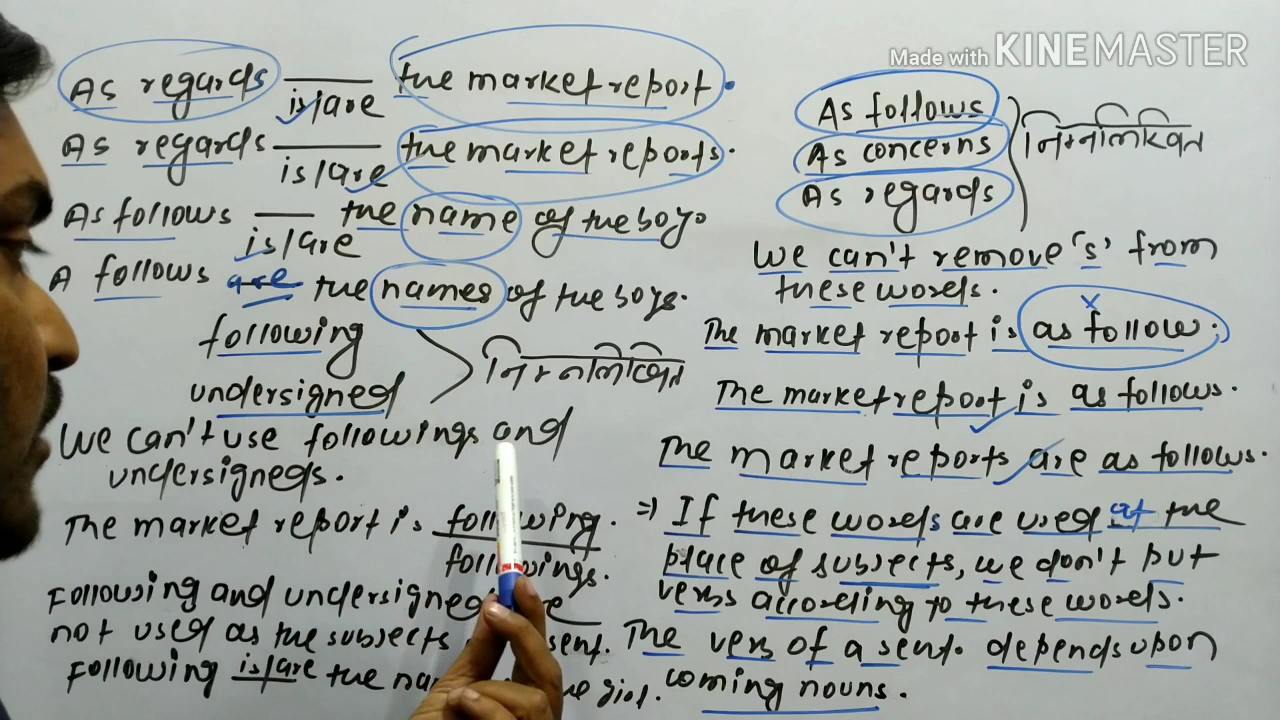 Made with KINEMASTER
As regards ___ the market report.
is/are
As regards ___ the market reports.
is/are
As follows ___ the name of the boy.
is/are
A follows are the names of the boys.
following
undersigned
निम्नलिखित
We can't use followings and
undersigneds.
The market report is following.
followings.
Following and undersigned are
not used as the subjects sent.
Following is/are the girl.
As follows
As concerns
As regards
निम्नलिखित
We can't remove 's' from
these words.
The market report is as follow.
The market report is as follows.
The market reports are as follows.
⇒ If these words are used at the
place of subjects, we don't put
verbs according to these words.
The verb of a sent. depends upon
coming nouns.